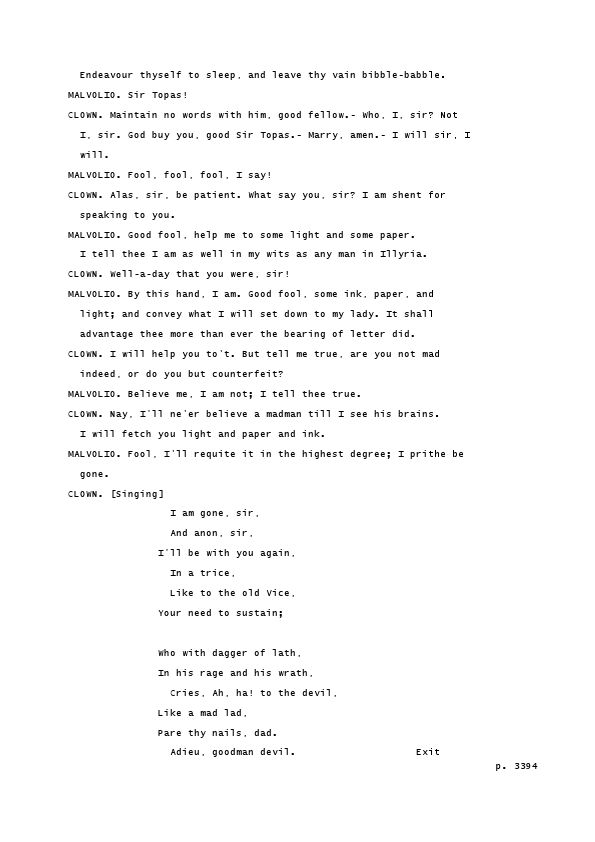 Endeavour thyself to sleep, and leave thy vain bibble-babble.
MALVOLIO. Sir Topas!
CLOWN. Maintain no words with him, good fellow.- Who, I, sir? Not
I, sir. God buy you, good Sir Topas.- Marry, amen.- I will sir, I
will.
MALVOLIO. Fool, fool, fool, I say!
CLOWN. Alas, sir, be patient. What say you, sir? I am shent for
speaking to you.
MALVOLIO. Good fool, help me to some light and some paper.
I tell thee I am as well in my wits as any man in Illyria.
CLOWN. Well-a-day that you were, sir!
MALVOLIO. By this hand, I am. Good fool, some ink, paper, and
light; and convey what I will set down to my lady. It shall
advantage thee more than ever the bearing of letter did.
CLOWN. I will help you to't. But tell me true, are you not mad
indeed, or do you but counterfeit?
MALVOLIO. Believe me, I am not; I tell thee true.
CLOWN. Nay, I'll ne'er believe a madman till I see his brains.
I will fetch you light and paper and ink.
MALVOLIO. Fool, I'll requite it in the highest degree; I prithe be
gone.
CLOWN. [Singing]
I am gone, sir,
And anon, sir,
I'll be with you again,
In a trice,
Like to the old Vice,
Your need to sustain;
Who with dagger of lath,
In his rage and his wrath,
Cries, Ah, ha! to the devil,
Like a mad lad,
Pare thy nails, dad.
Adieu, goodman devil. Exit
p. 3394